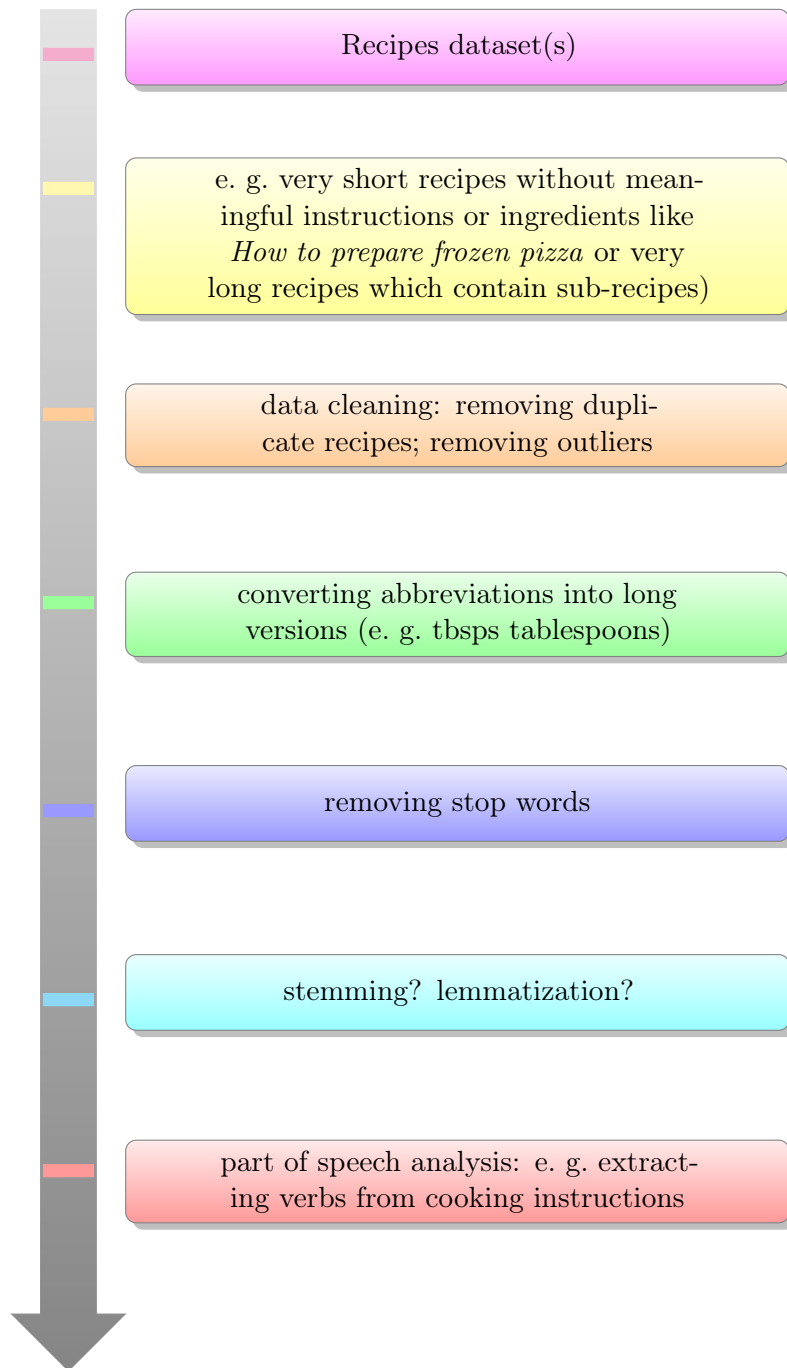 Recipes dataset(s)
e. g. very short recipes without mean-
ingful instructions or ingredients like
How to prepare frozen pizza or very
long recipes which contain sub-recipes)
data cleaning: removing dupli-
cate recipes; removing outliers
converting abbreviations into long
versions (e. g. tbsps tablespoons)
removing stop words
stemming? lemmatization?
part of speech analysis: e. g. extract-
ing verbs from cooking instructions